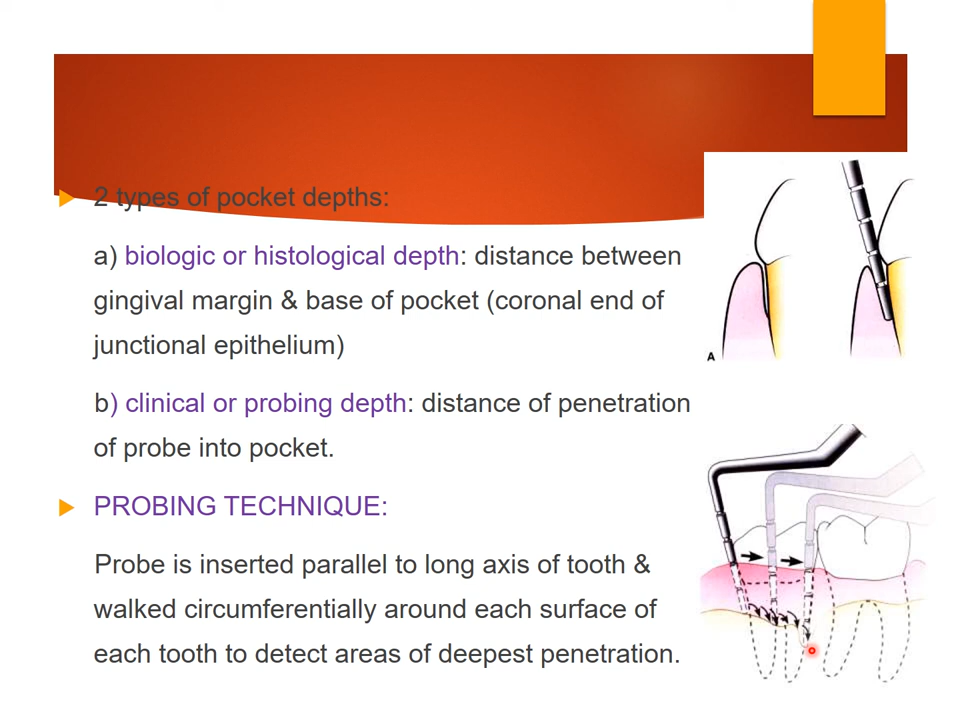 2 types of pocket depths:
a) biologic or histological depth: distance between
gingival margin & base of pocket (coronal end of
junctional epithelium)
b) clinical or probing depth: distance of penetration
of probe into pocket.
PROBING TECHNIQUE:
Probe is inserted parallel to long axis of tooth &
walked circumferentially around each surface of
each tooth to detect areas of deepest penetration.
A